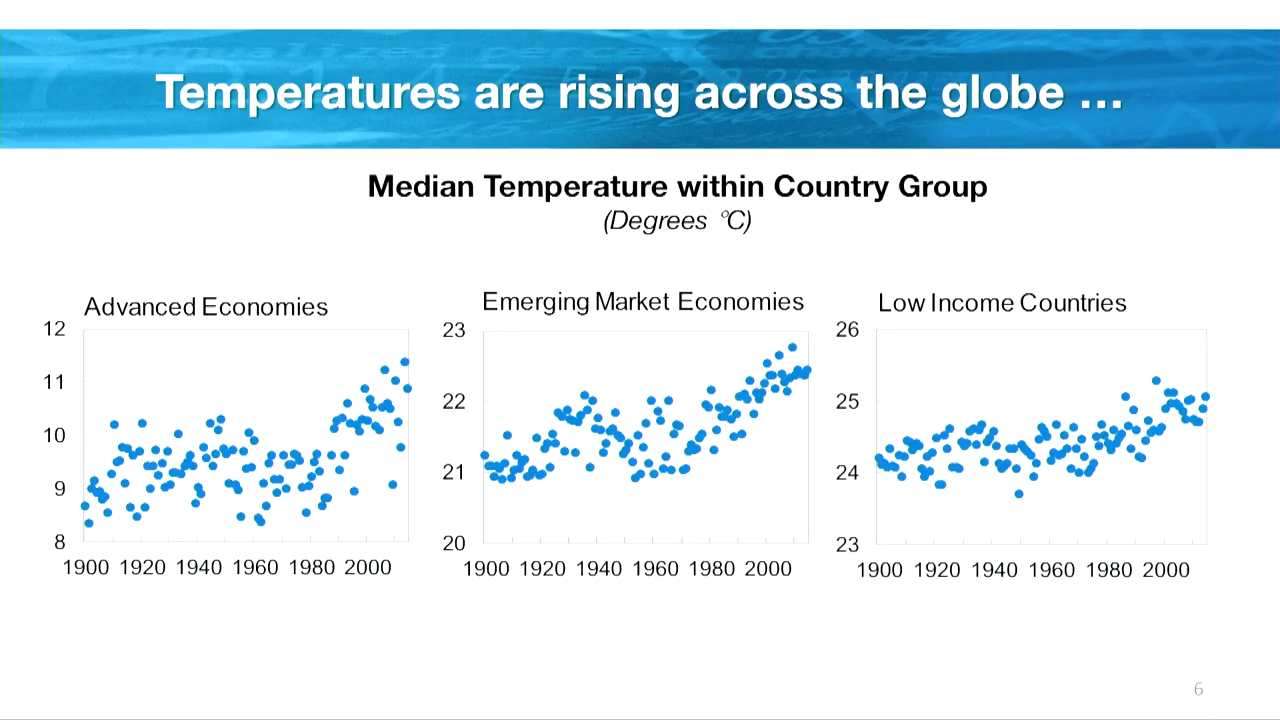 Temperatures are rising across the globe ...
Median Temperature within Country Group
(Degrees ℃)
Advanced Economies
12
11
10
9
8
1900 1920 1940 1960 1980 2000
Emerging Market Economies
23
22
21
20
1900 1920 1940 1960 1980 2000
Low Income Countries
26
25
24
23
1900 1920 1940 1960 1980 2000
6